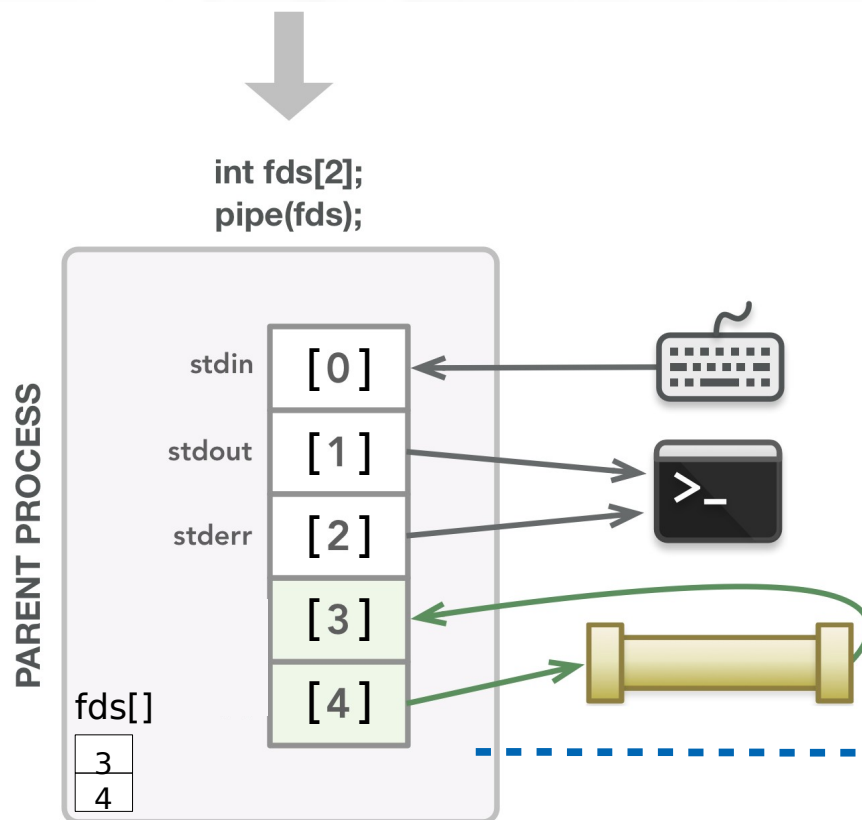 int fds[2];
pipe(fds);
PARENT PROCESS
stdin [0]
stdout [1]
>_
stderr [2]
[3]
[4]
fds[]
3
4